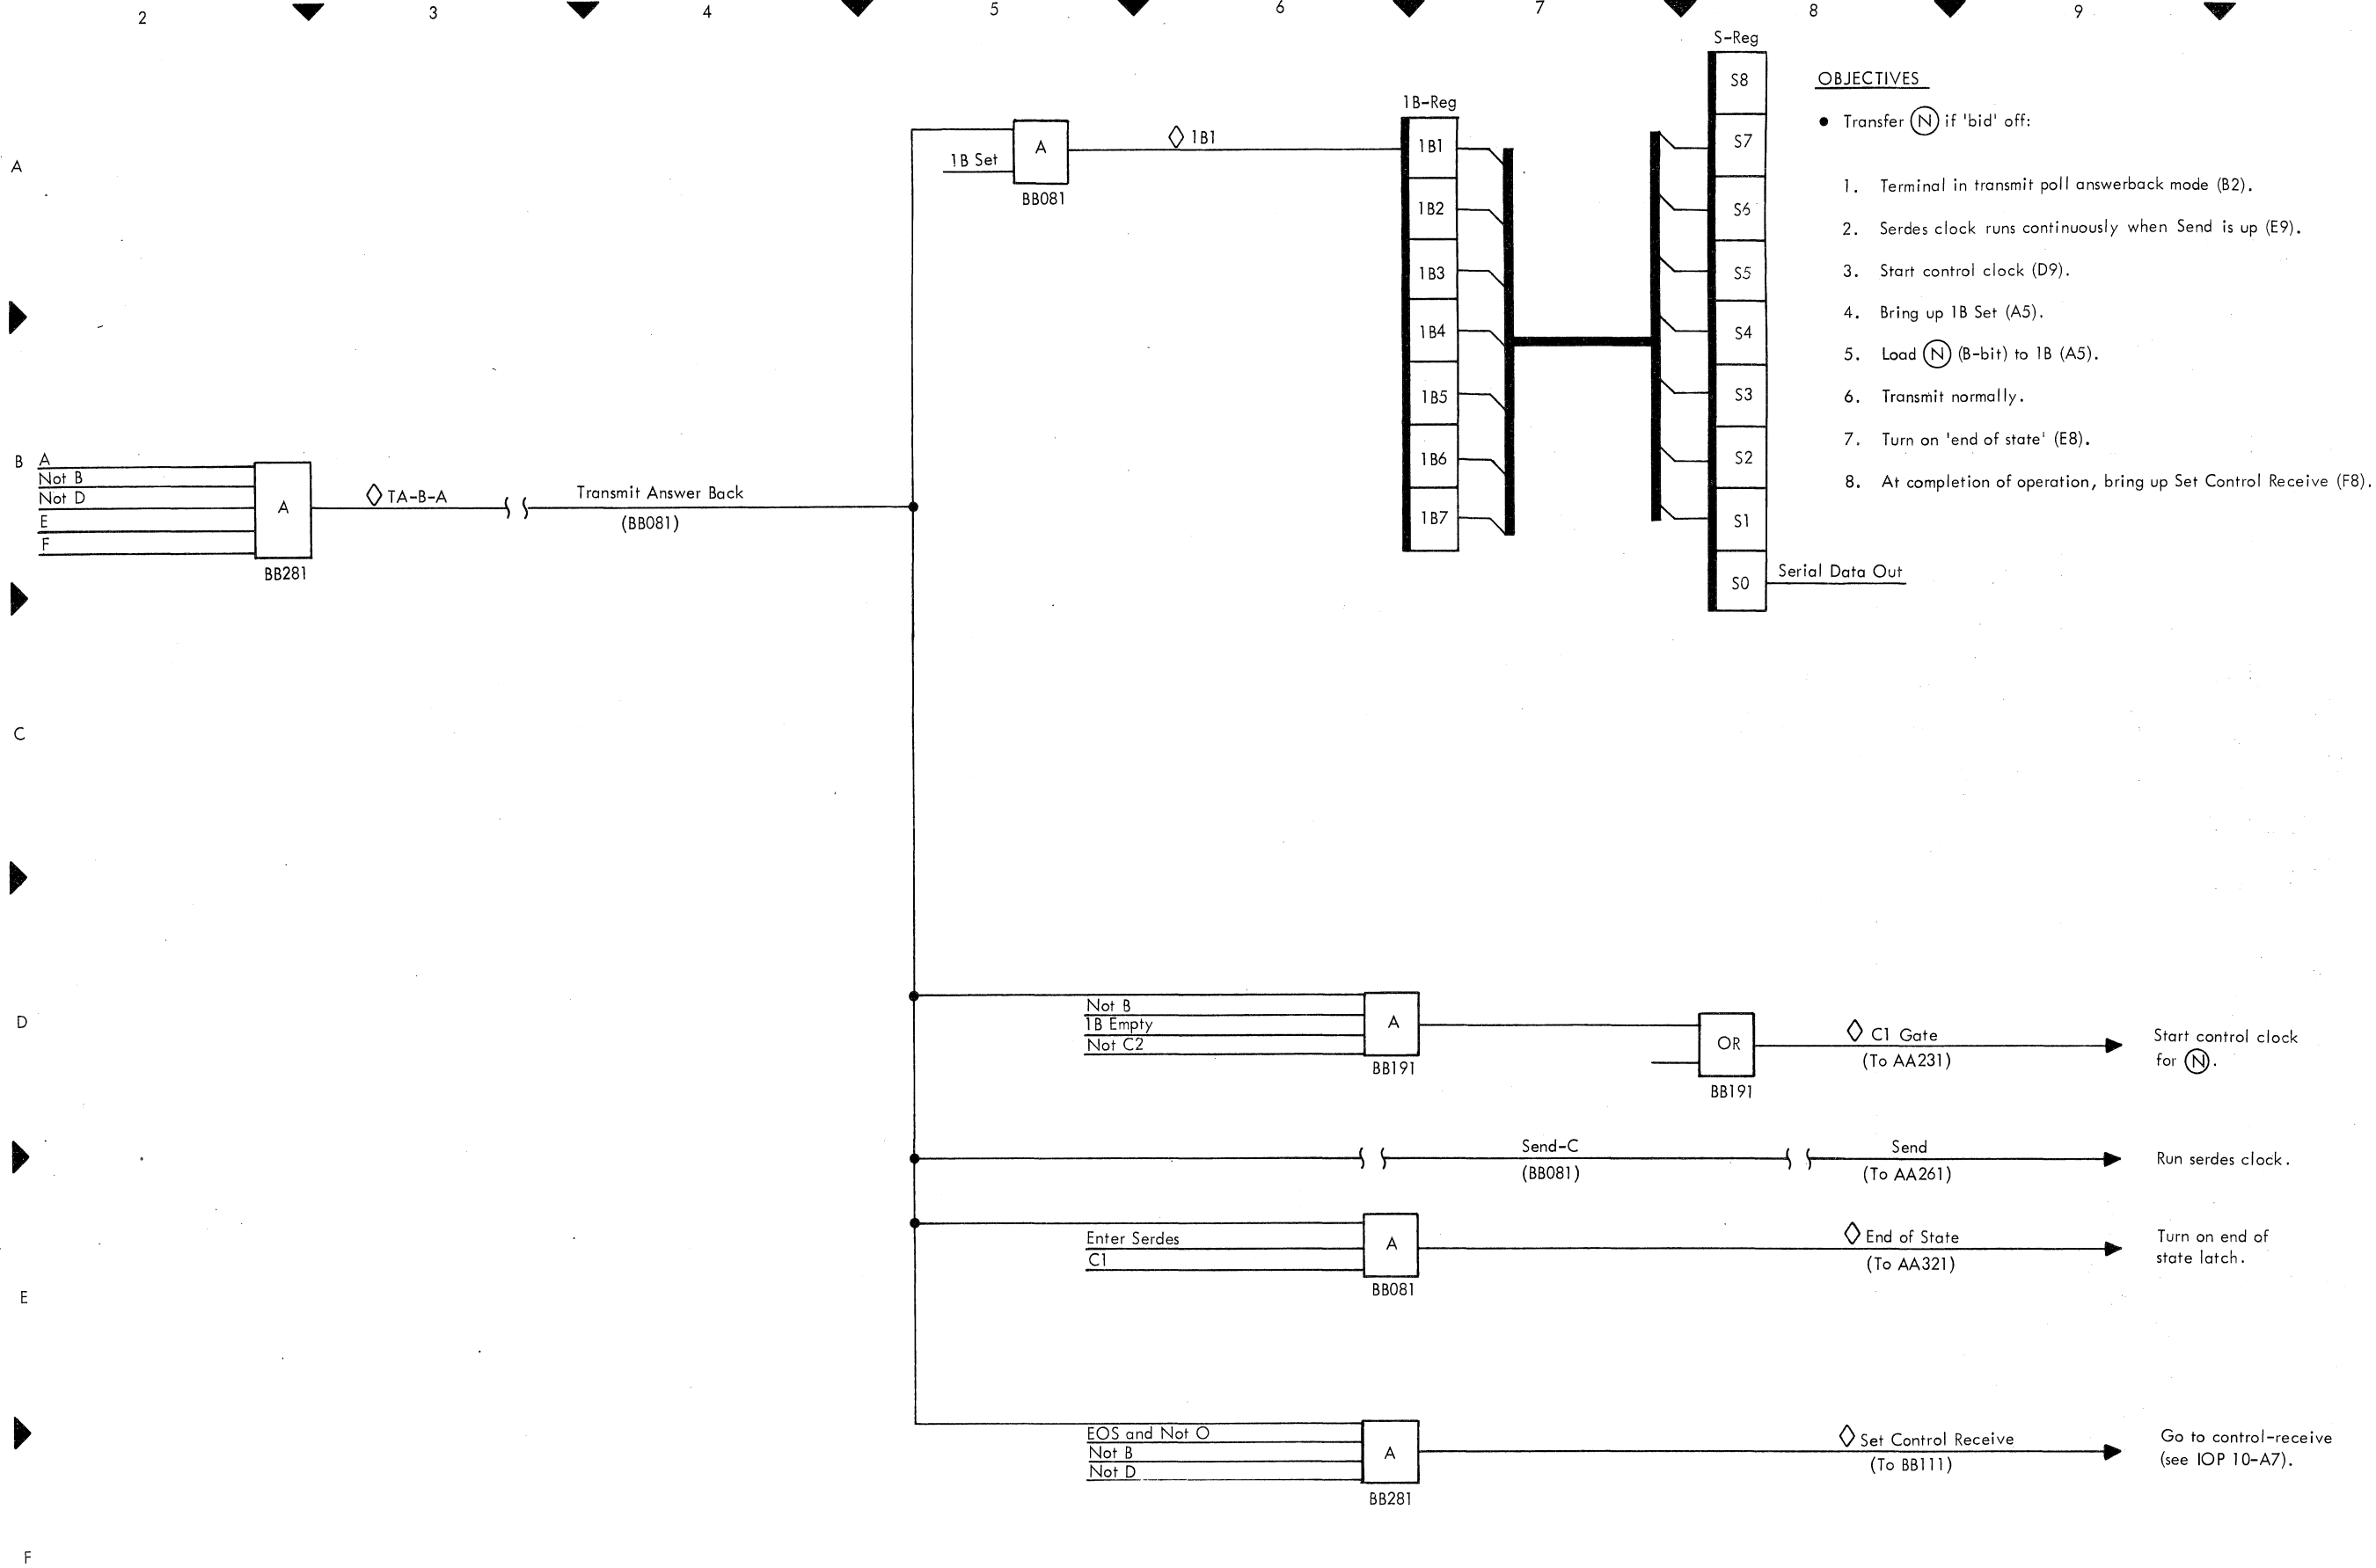 2 3 4 5 6 7 8 9
S-Reg
S8
OBJECTIVES
1B-Reg
● Transfer Ⓝ if 'bid' off:
A
1B Set
A
BB081
◇ 1B1
1B1
1B2
1B3
1B4
1B5
1B6
1B7
S7
S6
S5
S4
S3
S2
S1
S0
Serial Data Out
1. Terminal in transmit poll answerback mode (B2).
2. Serdes clock runs continuously when Send is up (E9).
3. Start control clock (D9).
4. Bring up 1B Set (A5).
5. Load Ⓝ (B-bit) to 1B (A5).
6. Transmit normally.
7. Turn on 'end of state' (E8).
8. At completion of operation, bring up Set Control Receive (F8).
B
A
Not B
Not D
E
F
A
BB281
◇ TA-B-A
Transmit Answer Back
(BB081)
C
D
Not B
1B Empty
Not C2
A
BB191
OR
BB191
◇ C1 Gate
(To AA231)
Start control clock
for Ⓝ.
Send-C
(BB081)
Send
(To AA261)
Run serdes clock.
Enter Serdes
C1
A
BB081
◇ End of State
(To AA321)
Turn on end of
state latch.
E
EOS and Not O
Not B
Not D
A
BB281
◇ Set Control Receive
(To BB111)
Go to control-receive
(see IOP 10-A7).
F